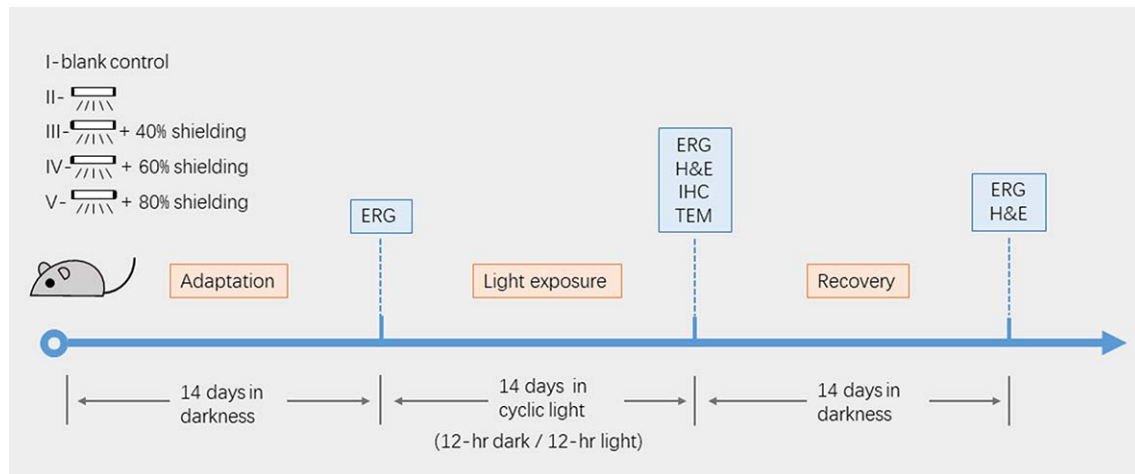 I-blank control
II-
III- + 40% shielding
IV- + 60% shielding
V- + 80% shielding
ERG
ERG
H&E
IHC
TEM
ERG
H&E
Adaptation
Light exposure
Recovery
14 days in
darkness
14 days in
cyclic light
(12-hr dark / 12-hr light)
14 days in
darkness